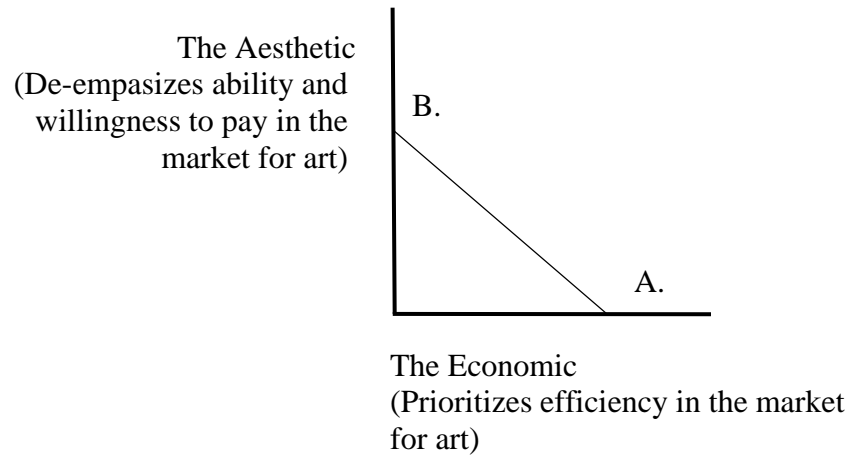 The Aesthetic
(De-empasizes ability and
willingness to pay in the
market for art)
B.
A.
The Economic
(Prioritizes efficiency in the market
for art)